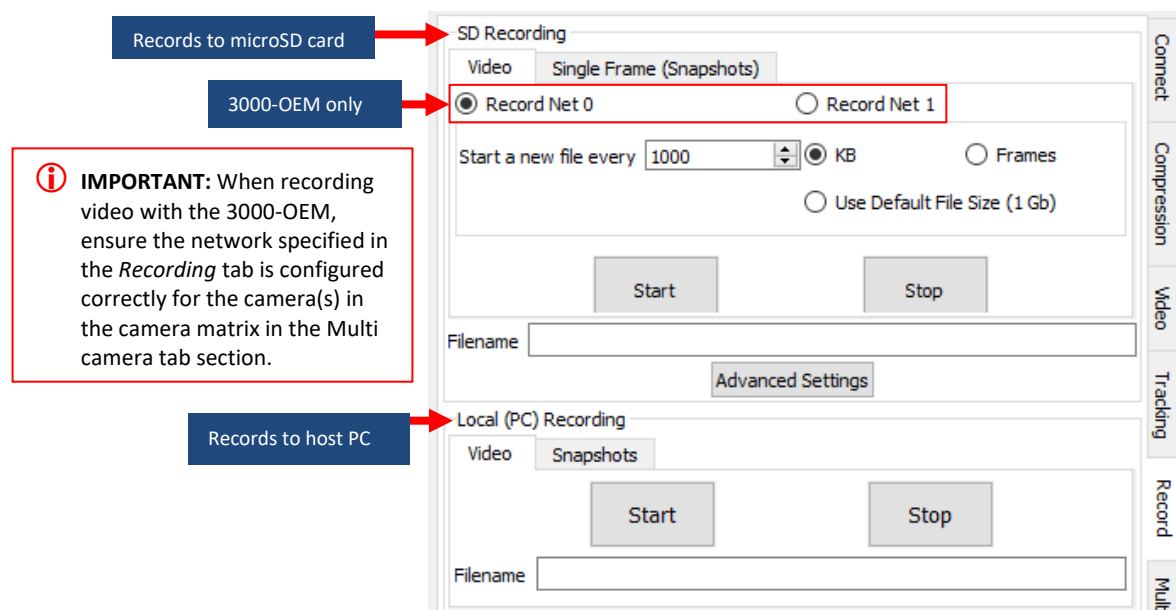 Records to microSD card
SD Recording
Video Single Frame (Snapshots)
3000-OEM only
Record Net 0 Record Net 1
Start a new file every 1000 KB Frames
Use Default File Size (1 Gb)
IMPORTANT: When recording
video with the 3000-OEM,
ensure the network specified in
the Recording tab is configured
correctly for the camera(s) in
the camera matrix in the Multi
camera tab section.
Start Stop
Filename
Advanced Settings
Records to host PC
Local (PC) Recording
Video Snapshots
Start Stop
Filename
Connect
Compression
Video
Tracking
Record
Mult